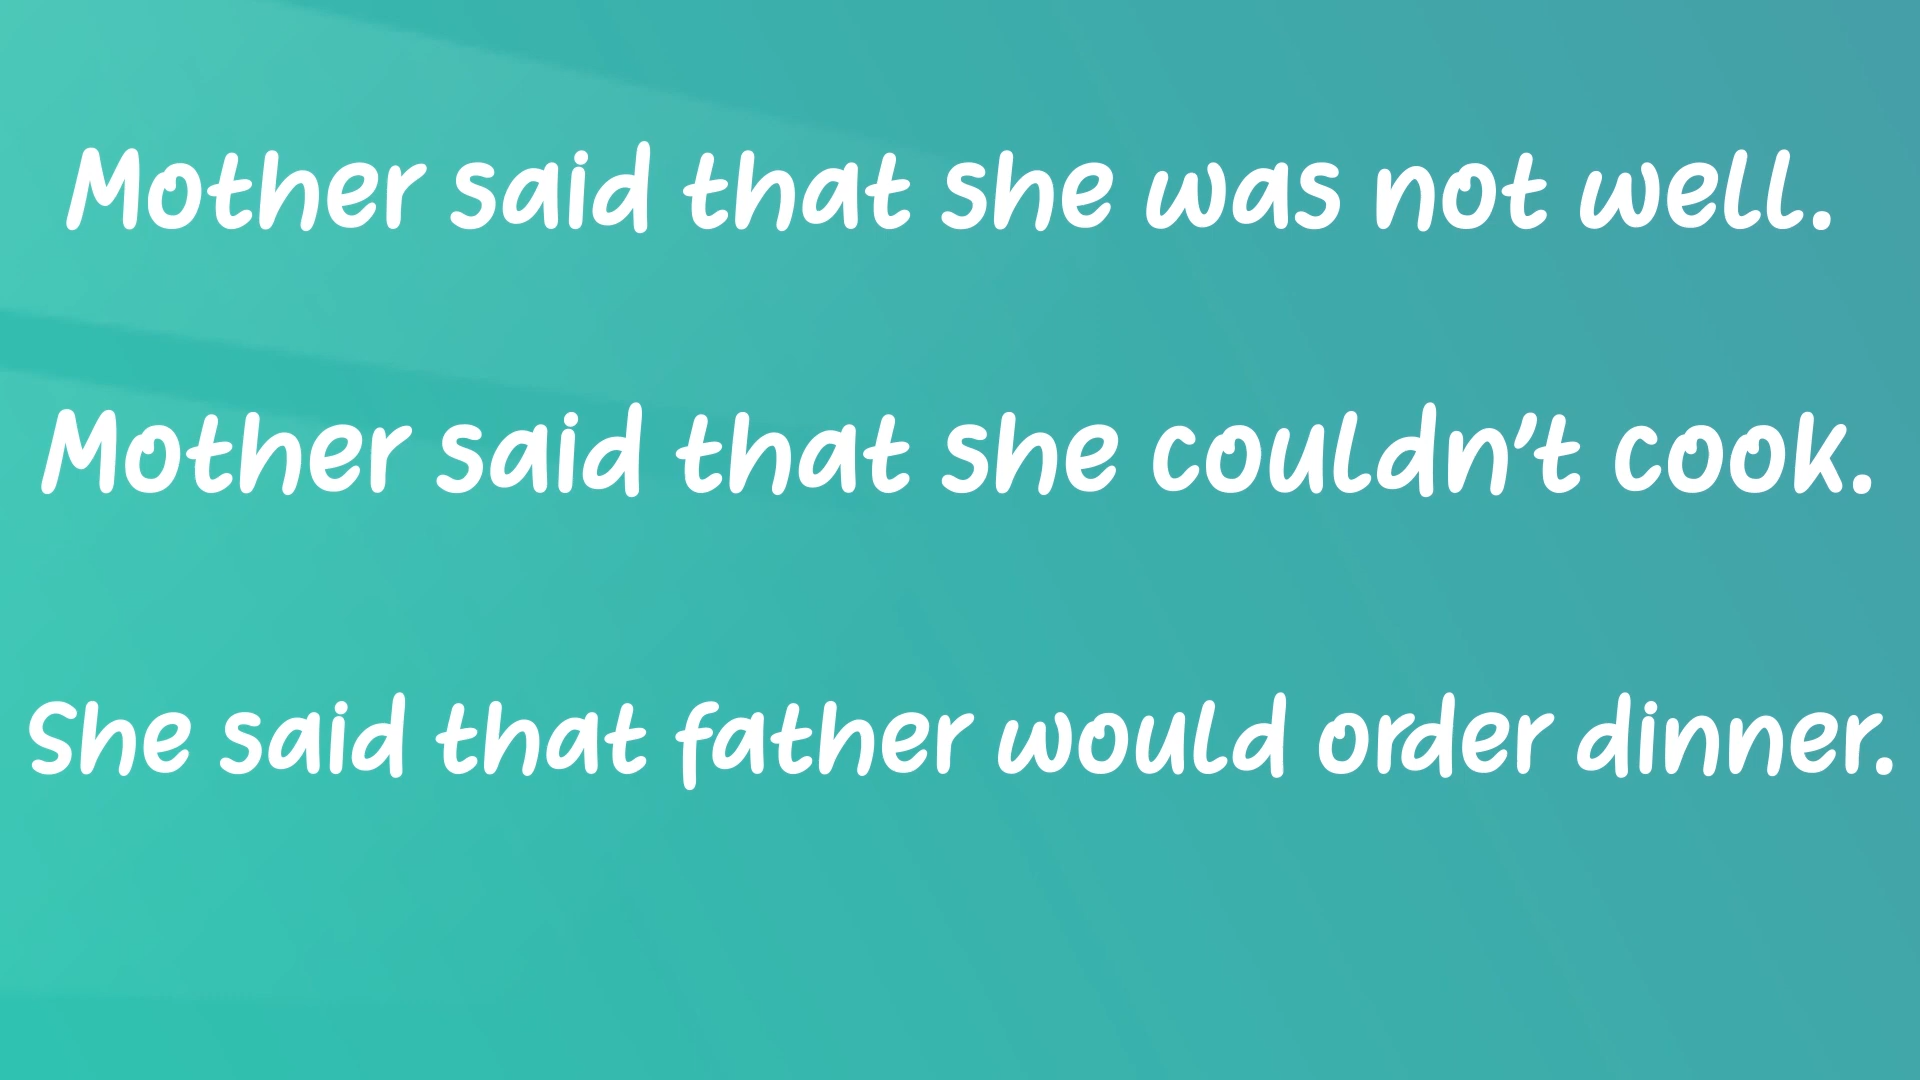 Mother said that she was not well.
Mother said that she couldn't cook.
She said that father would order dinner.